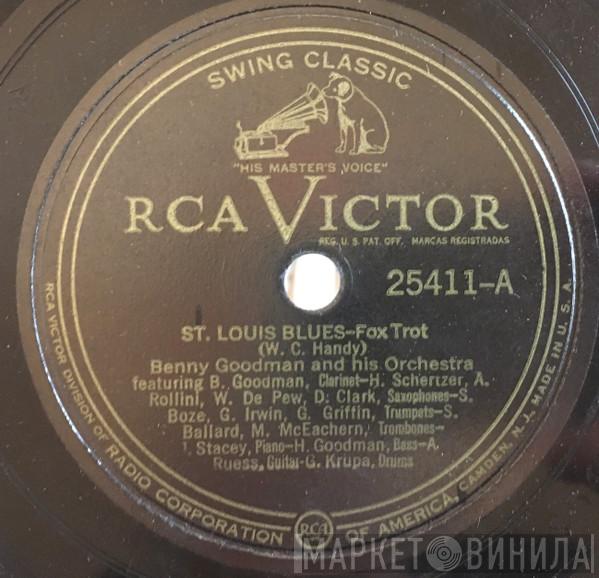 SWING CLASSIC
"HIS MASTER'S VOICE"
RCA VICTOR
REG. U. S. PAT. OFF. MARCAS REGISTRADAS
25411-A
ST. LOUIS BLUES-Fox Trot
(W. C. Handy)
Benny Goodman and his Orchestra
featuring B. Goodman, Clarinet-H. Schertzer, A.
Rollini, W. De Pew, D. Clark, Saxophones-S.
Boze, G. Irwin, G. Griffin, Trumpets-S.
Ballard, M. McEachern, Trombones-
J. Stacey, Piano-H. Goodman, Bass-A.
Ruess, Guitar-G. Krupa, Drums
RCA VICTOR DIVISION OF RADIO CORPORATION OF AMERICA, CAMDEN, N. J. MADE IN U. S. A.
RCA
МАРКЕТ ВИНИЛА